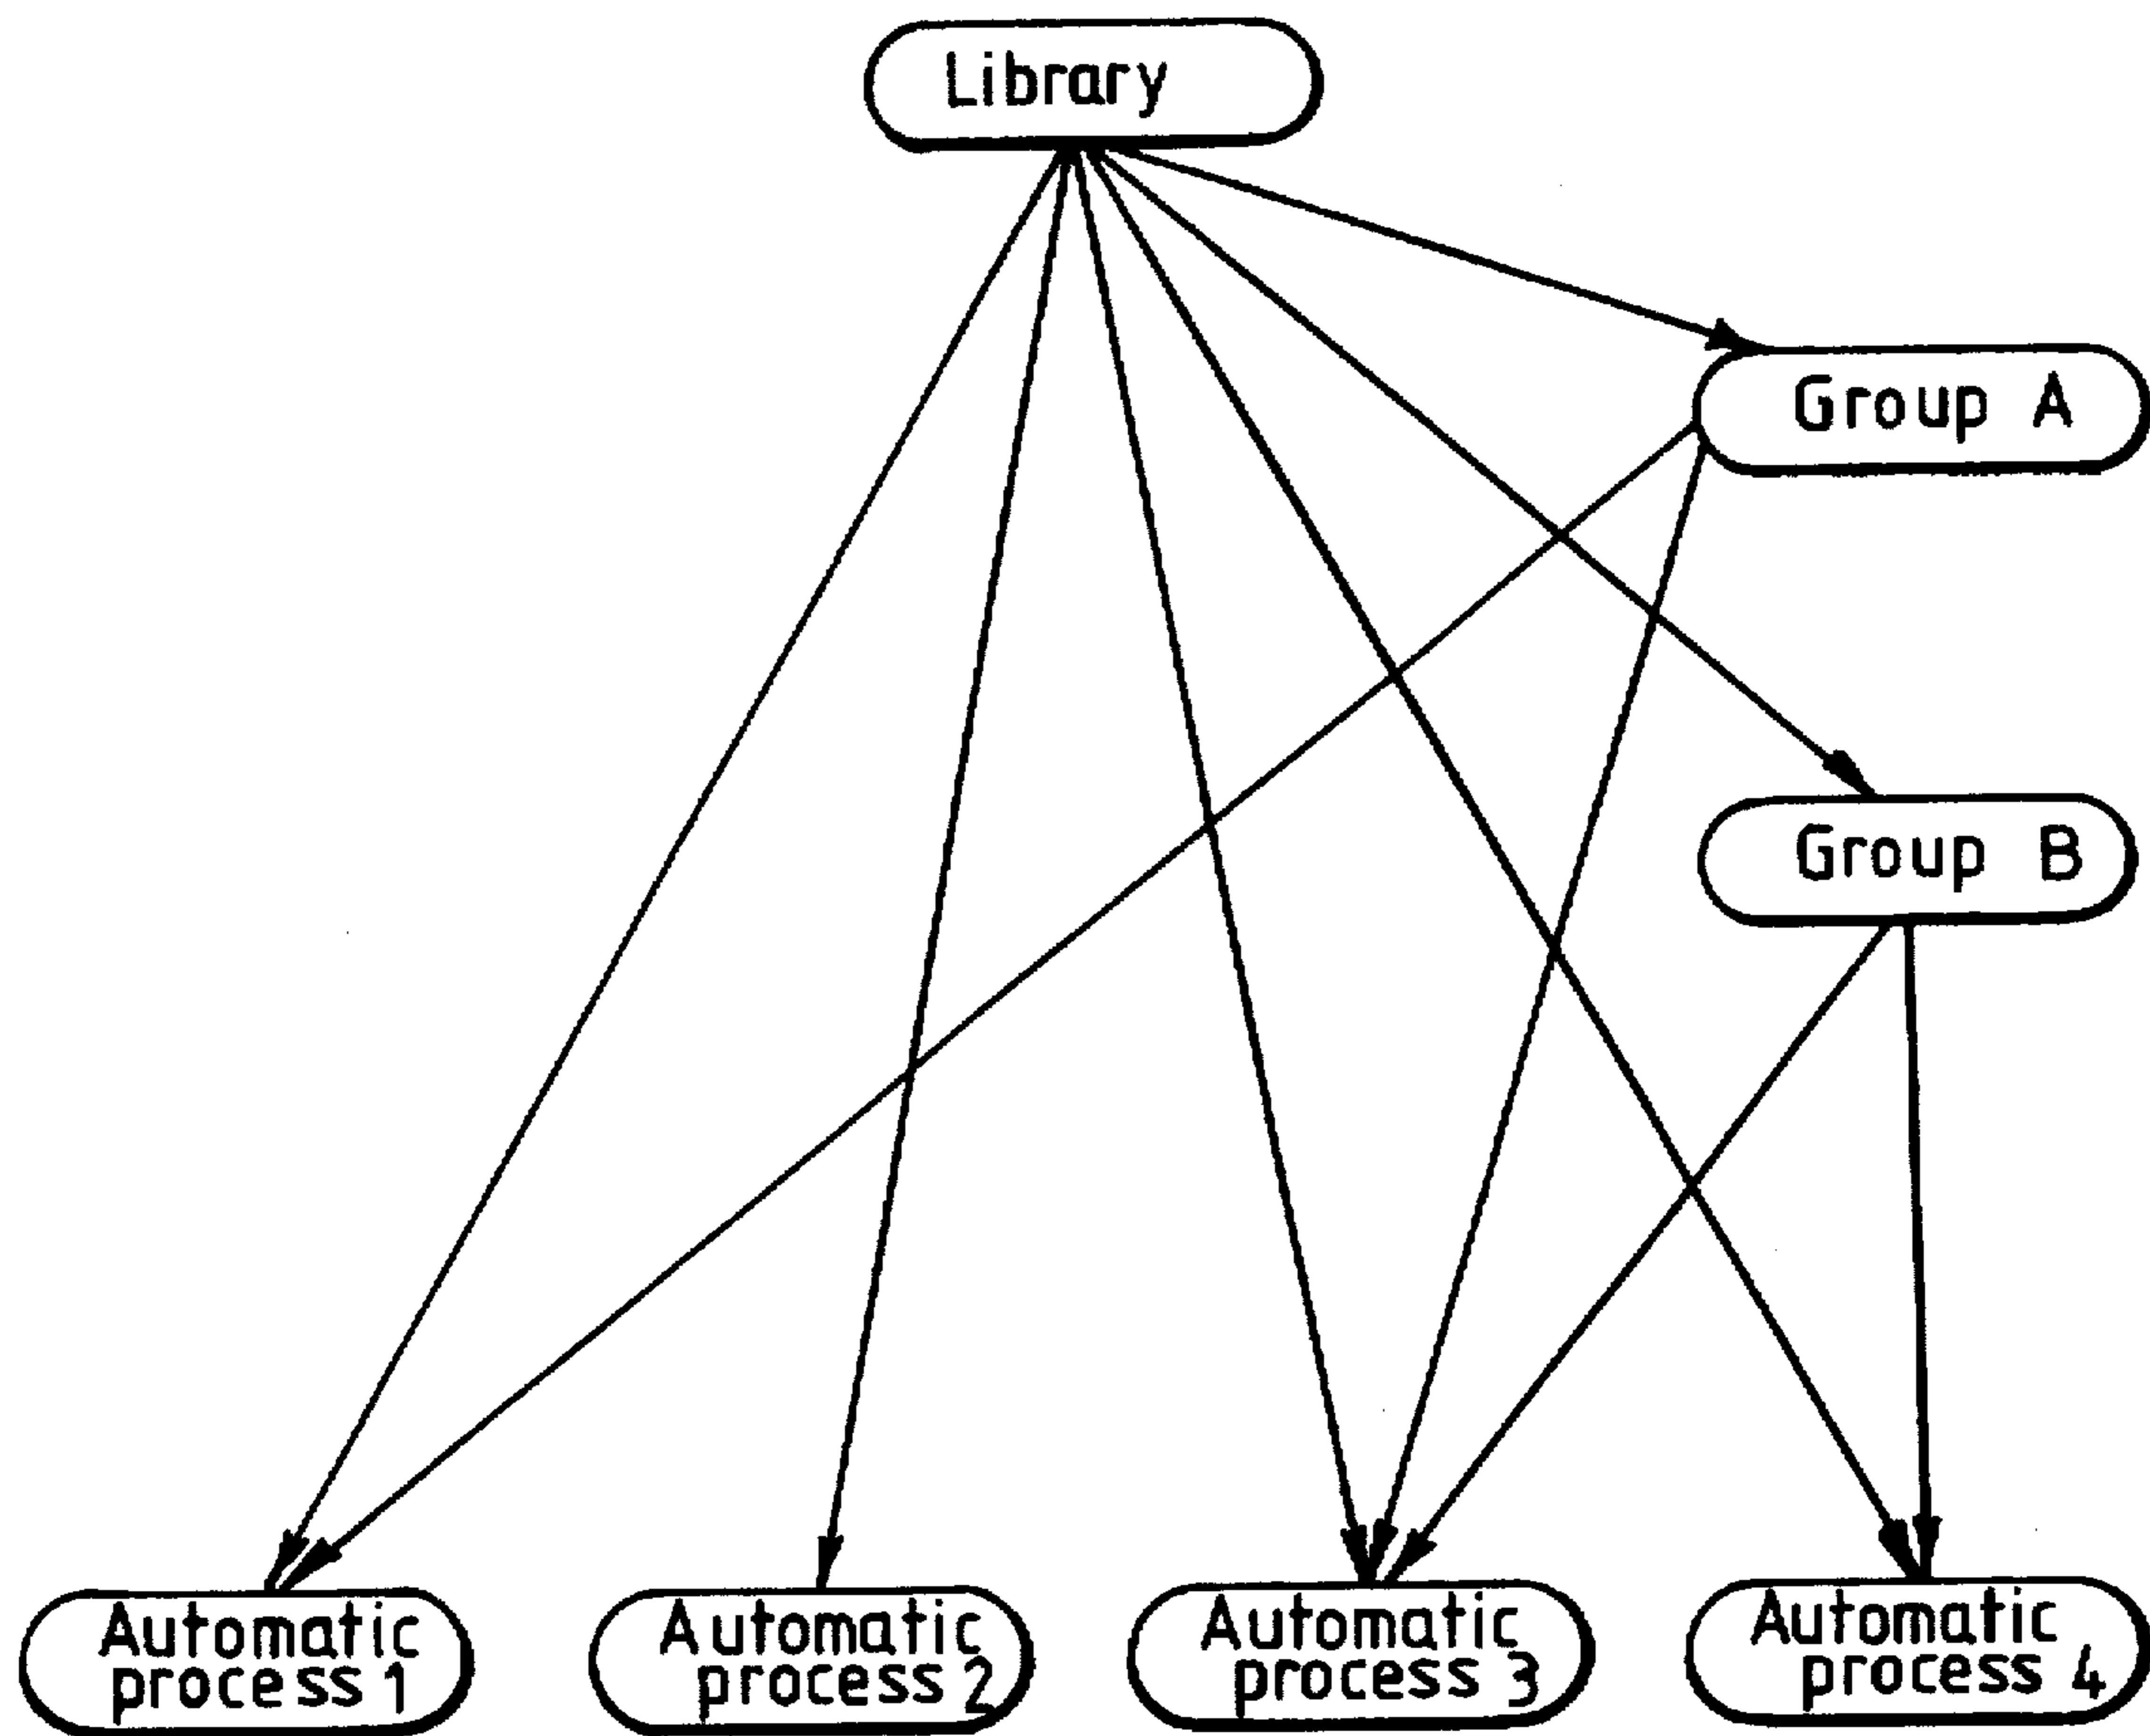 Library
Group A
Group B
Automatic
process 1
Automatic
process 2
Automatic
process 3
Automatic
process 4